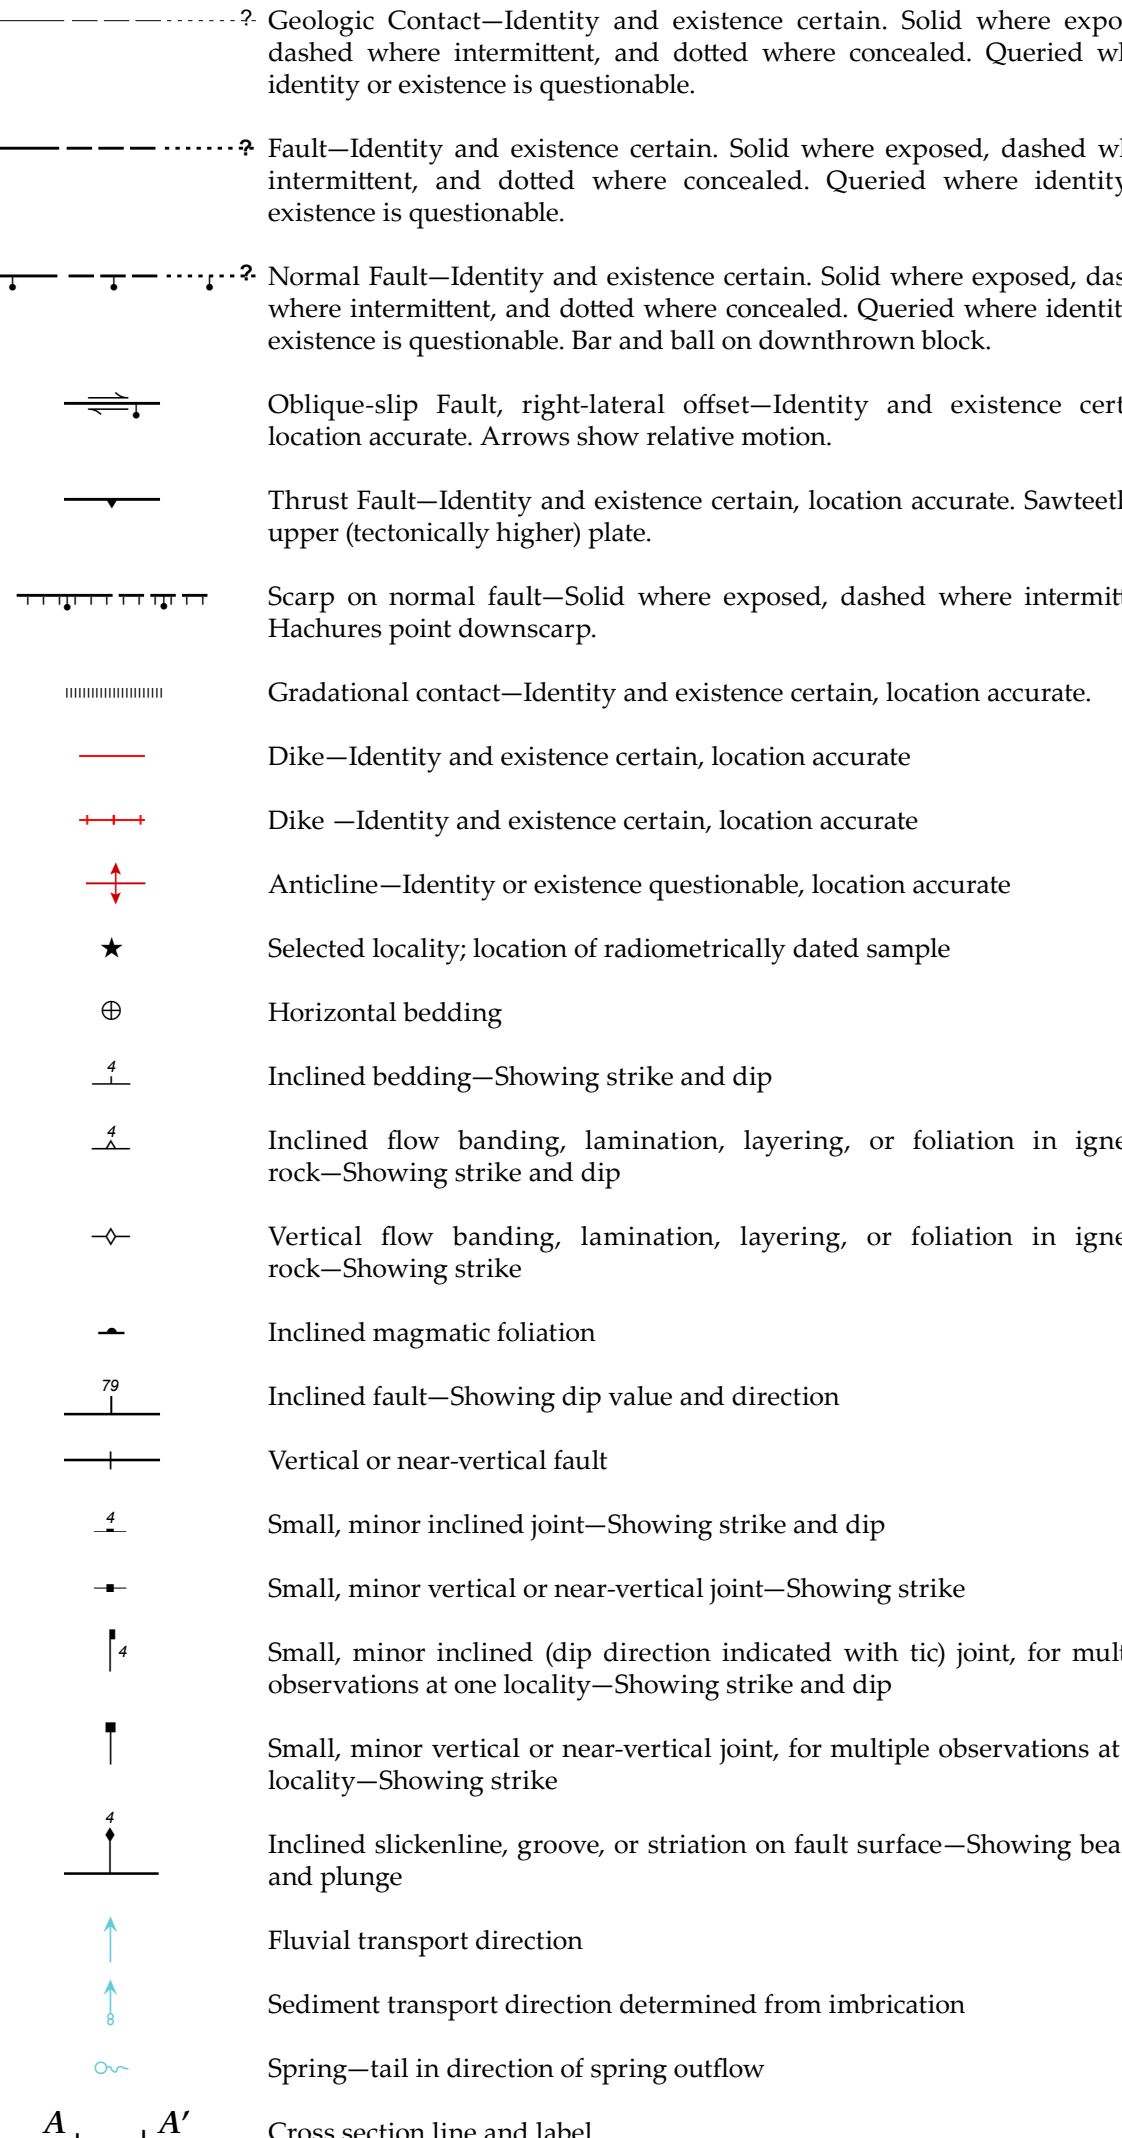 ? Geologic Contact—Identity and existence certain. Solid where expo
dashed where intermittent, and dotted where concealed. Queried wh
identity or existence is questionable.
? Fault—Identity and existence certain. Solid where exposed, dashed wh
intermittent, and dotted where concealed. Queried where identity
existence is questionable.
? Normal Fault—Identity and existence certain. Solid where exposed, das
where intermittent, and dotted where concealed. Queried where identit
existence is questionable. Bar and ball on downthrown block.
Oblique-slip Fault, right-lateral offset—Identity and existence cert
location accurate. Arrows show relative motion.
Thrust Fault—Identity and existence certain, location accurate. Sawteeth
upper (tectonically higher) plate.
Scarp on normal fault—Solid where exposed, dashed where intermitt
Hachures point downscarp.
Gradational contact—Identity and existence certain, location accurate.
Dike—Identity and existence certain, location accurate
Dike —Identity and existence certain, location accurate
Anticline—Identity or existence questionable, location accurate
Selected locality; location of radiometrically dated sample
Horizontal bedding
4 Inclined bedding—Showing strike and dip
4 Inclined flow banding, lamination, layering, or foliation in igne
rock—Showing strike and dip
Vertical flow banding, lamination, layering, or foliation in igne
rock—Showing strike
Inclined magmatic foliation
79 Inclined fault—Showing dip value and direction
Vertical or near-vertical fault
4 Small, minor inclined joint—Showing strike and dip
Small, minor vertical or near-vertical joint—Showing strike
4 Small, minor inclined (dip direction indicated with tic) joint, for mult
observations at one locality—Showing strike and dip
Small, minor vertical or near-vertical joint, for multiple observations at
locality—Showing strike
4 Inclined slickenline, groove, or striation on fault surface—Showing bea
and plunge
Fluvial transport direction
Sediment transport direction determined from imbrication
Spring—tail in direction of spring outflow
A A′ Cross section line and label